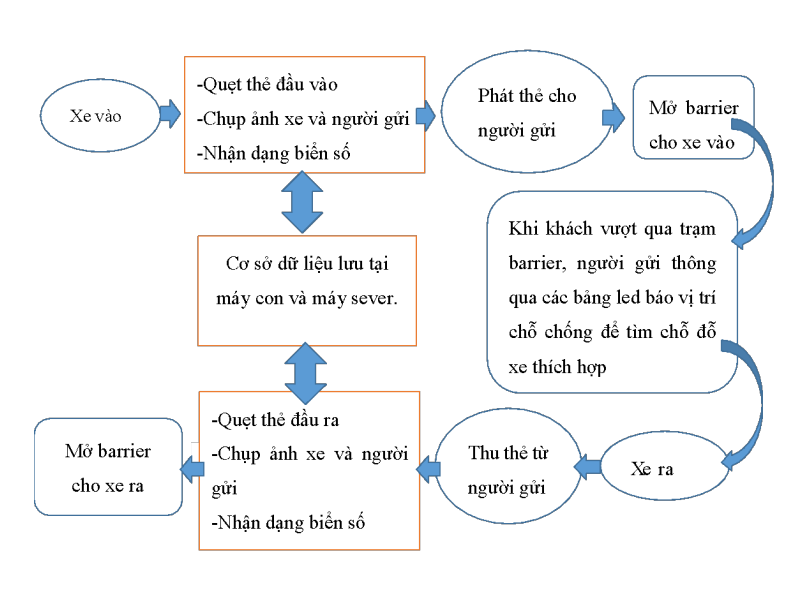 Xe vào
-Quẹt thẻ đầu vào
-Chụp ảnh xe và người gửi
-Nhận dạng biển số
Phát thẻ cho
người gửi
Mở barrier
cho xe vào
Khi khách vượt qua trạm
barrier, người gửi thông
qua các bảng led báo vị trí
chỗ chống để tìm chỗ đỗ
xe thích hợp
Cơ sở dữ liệu lưu tại
máy con và máy sever.
Xe ra
Thu thẻ từ
người gửi
-Quẹt thẻ đầu ra
-Chụp ảnh xe và người
gửi
-Nhận dạng biển số
Mở barrier
cho xe ra